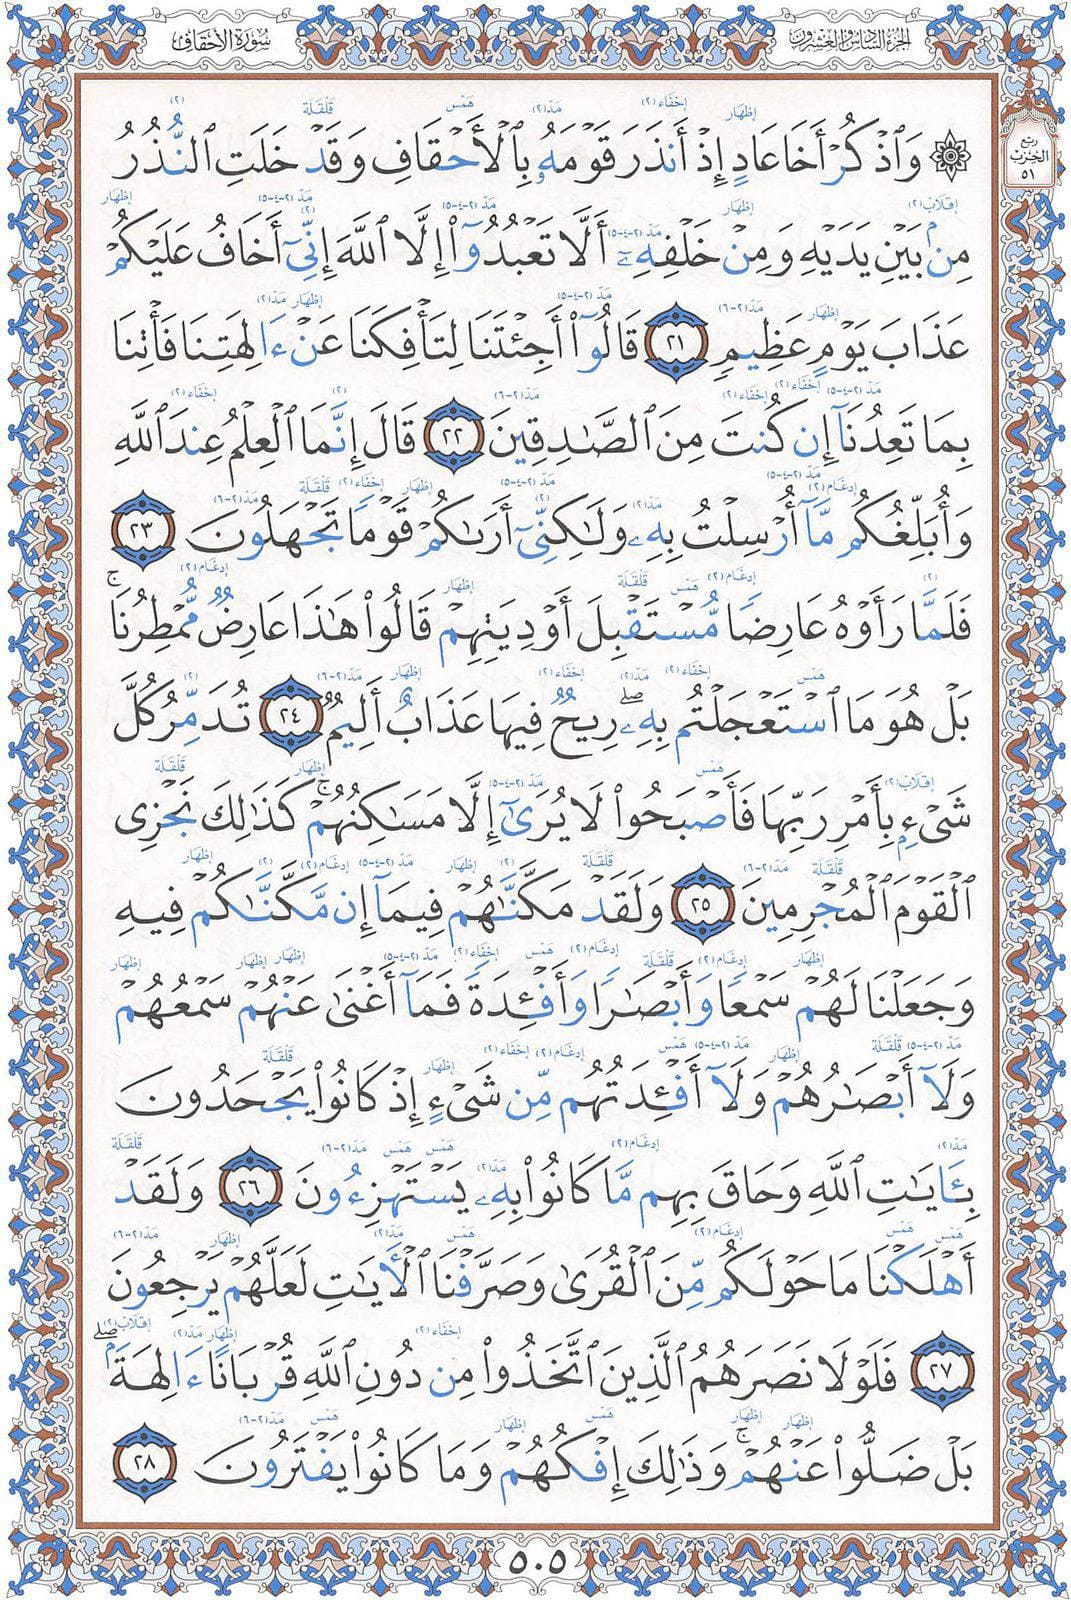 الجزء السادس والعشرون
سورة الأحقاف
ربع
الحزب
٥١
۞ وَٱذۡكُرۡ أَخَا عَادٍ إِذۡ أَنذَرَ قَوۡمَهُۥ بِٱلۡأَحۡقَافِ وَقَدۡ خَلَتِ ٱلنُّذُرُ
مِنۢ بَيۡنِ يَدَيۡهِ وَمِنۡ خَلۡفِهِۦٓ أَلَّا تَعۡبُدُوٓاْ إِلَّا ٱللَّهَ إِنِّيٓ أَخَافُ عَلَيۡكُمۡ
عَذَابَ يَوۡمٍ عَظِيمٖ ٢١ قَالُوٓاْ أَجِئۡتَنَا لِتَأۡفِكَنَا عَنۡ ءَالِهَتِنَا فَأۡتِنَا
بِمَا تَعِدُنَآ إِن كُنتَ مِنَ ٱلصَّٰدِقِينَ ٢٢ قَالَ إِنَّمَا ٱلۡعِلۡمُ عِندَ ٱللَّهِ
وَأُبَلِّغُكُم مَّآ أُرۡسِلۡتُ بِهِۦ وَلَٰكِنِّيٓ أَرَىٰكُمۡ قَوۡمٗا تَجۡهَلُونَ ٢٣
فَلَمَّا رَأَوۡهُ عَارِضٗا مُّسۡتَقۡبِلَ أَوۡدِيَتِهِمۡ قَالُواْ هَٰذَا عَارِضٞ مُّمۡطِرُنَاۚ
بَلۡ هُوَ مَا ٱسۡتَعۡجَلۡتُم بِهِۦۖ رِيحٞ فِيهَا عَذَابٌ أَلِيمٞ ٢٤ تُدَمِّرُ كُلَّ
شَيۡءِۭ بِأَمۡرِ رَبِّهَا فَأَصۡبَحُواْ لَا يُرَىٰٓ إِلَّا مَسَٰكِنُهُمۡۚ كَذَٰلِكَ نَجۡزِي
ٱلۡقَوۡمَ ٱلۡمُجۡرِمِينَ ٢٥ وَلَقَدۡ مَكَّنَّٰهُمۡ فِيمَآ إِن مَّكَّنَّٰكُمۡ فِيهِ
وَجَعَلۡنَا لَهُمۡ سَمۡعٗا وَأَبۡصَٰرٗا وَأَفۡـِٔدَةٗ فَمَآ أَغۡنَىٰ عَنۡهُمۡ سَمۡعُهُمۡ
وَلَآ أَبۡصَٰرُهُمۡ وَلَآ أَفۡـِٔدَتُهُم مِّن شَيۡءٍ إِذۡ كَانُواْ يَجۡحَدُونَ
بِـَٔايَٰتِ ٱللَّهِ وَحَاقَ بِهِم مَّا كَانُواْ بِهِۦ يَسۡتَهۡزِءُونَ ٢٦ وَلَقَدۡ
أَهۡلَكۡنَا مَا حَوۡلَكُم مِّنَ ٱلۡقُرَىٰ وَصَرَّفۡنَا ٱلۡأٓيَٰتِ لَعَلَّهُمۡ يَرۡجِعُونَ
٢٧ فَلَوۡلَا نَصَرَهُمُ ٱلَّذِينَ ٱتَّخَذُواْ مِن دُونِ ٱللَّهِ قُرۡبَانًا ءَالِهَةَۢۖ
بَلۡ ضَلُّواْ عَنۡهُمۡۚ وَذَٰلِكَ إِفۡكُهُمۡ وَمَا كَانُواْ يَفۡتَرُونَ ٢٨
٥٠٥